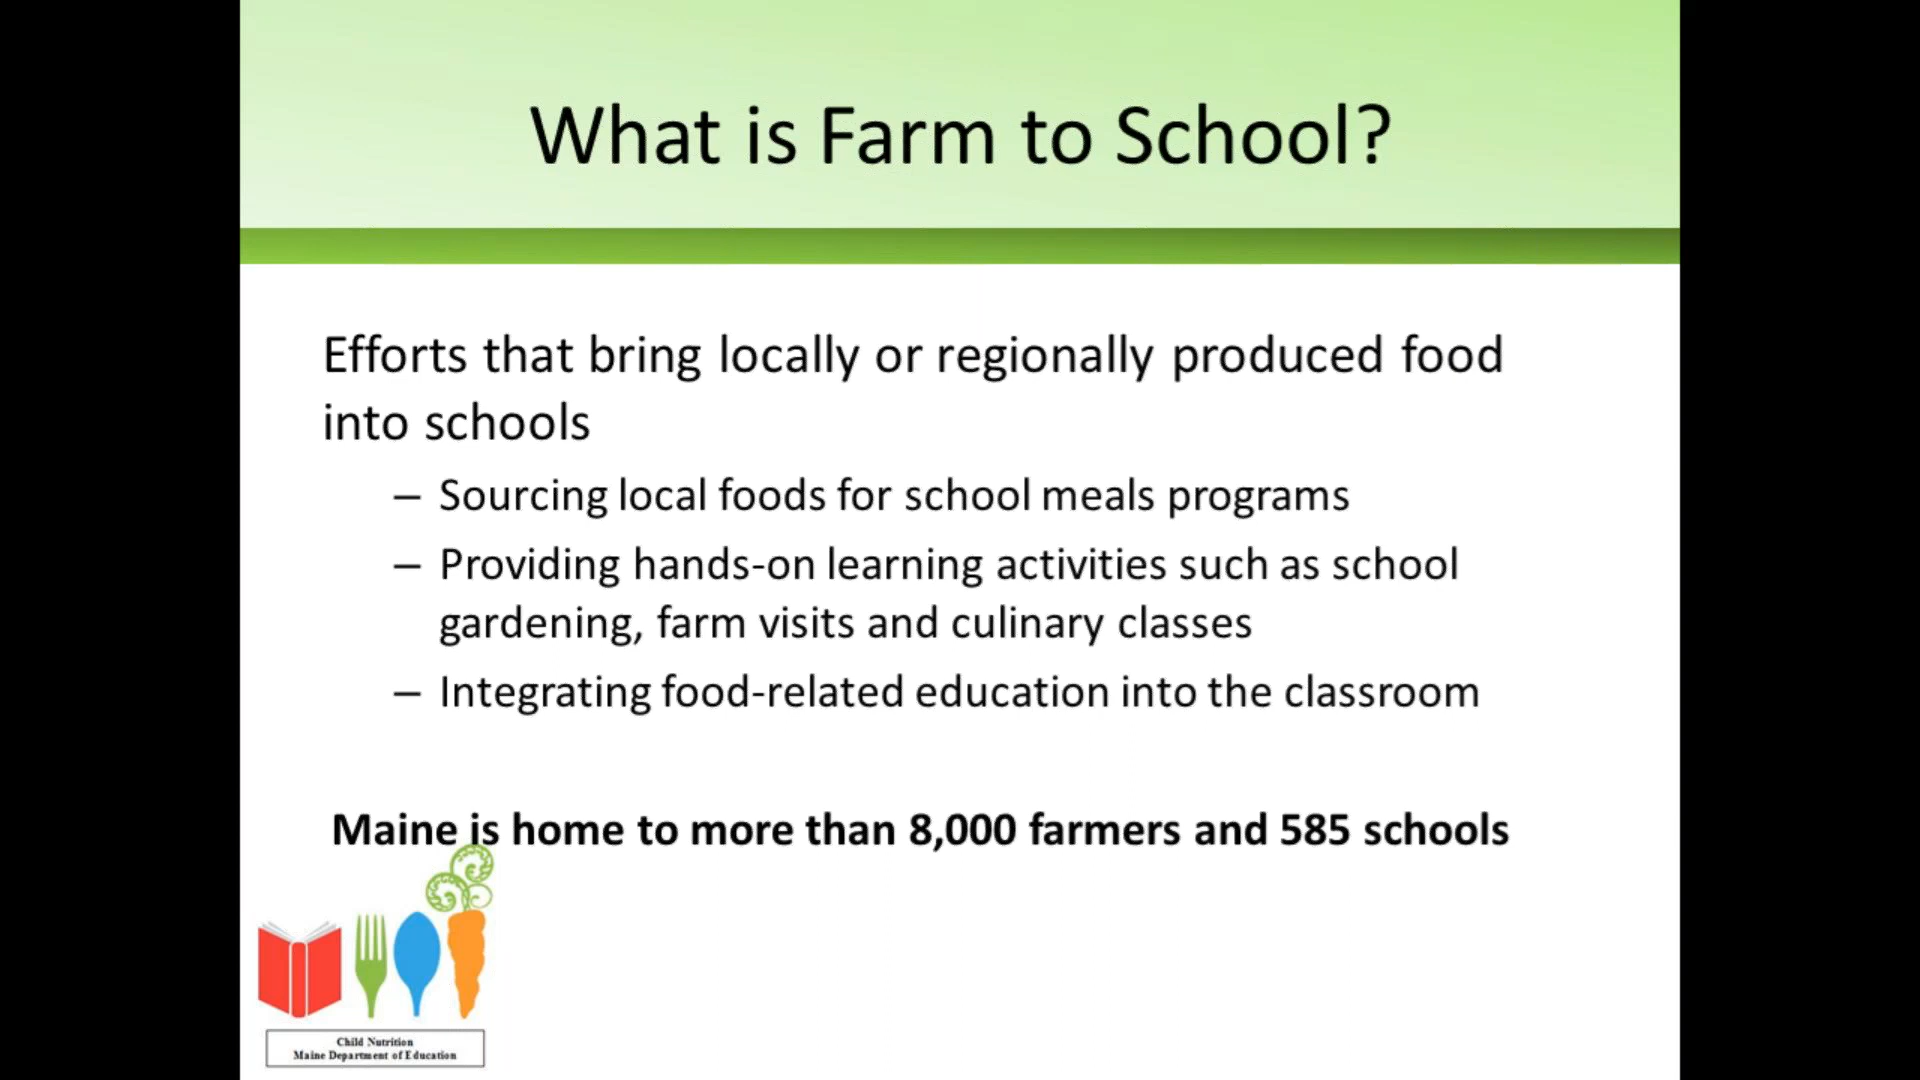 What is Farm to School?
Efforts that bring locally or regionally produced food
into schools
– Sourcing local foods for school meals programs
– Providing hands-on learning activities such as school
gardening, farm visits and culinary classes
– Integrating food-related education into the classroom
Maine is home to more than 8,000 farmers and 585 schools
Child Nutrition
Maine Department of Education